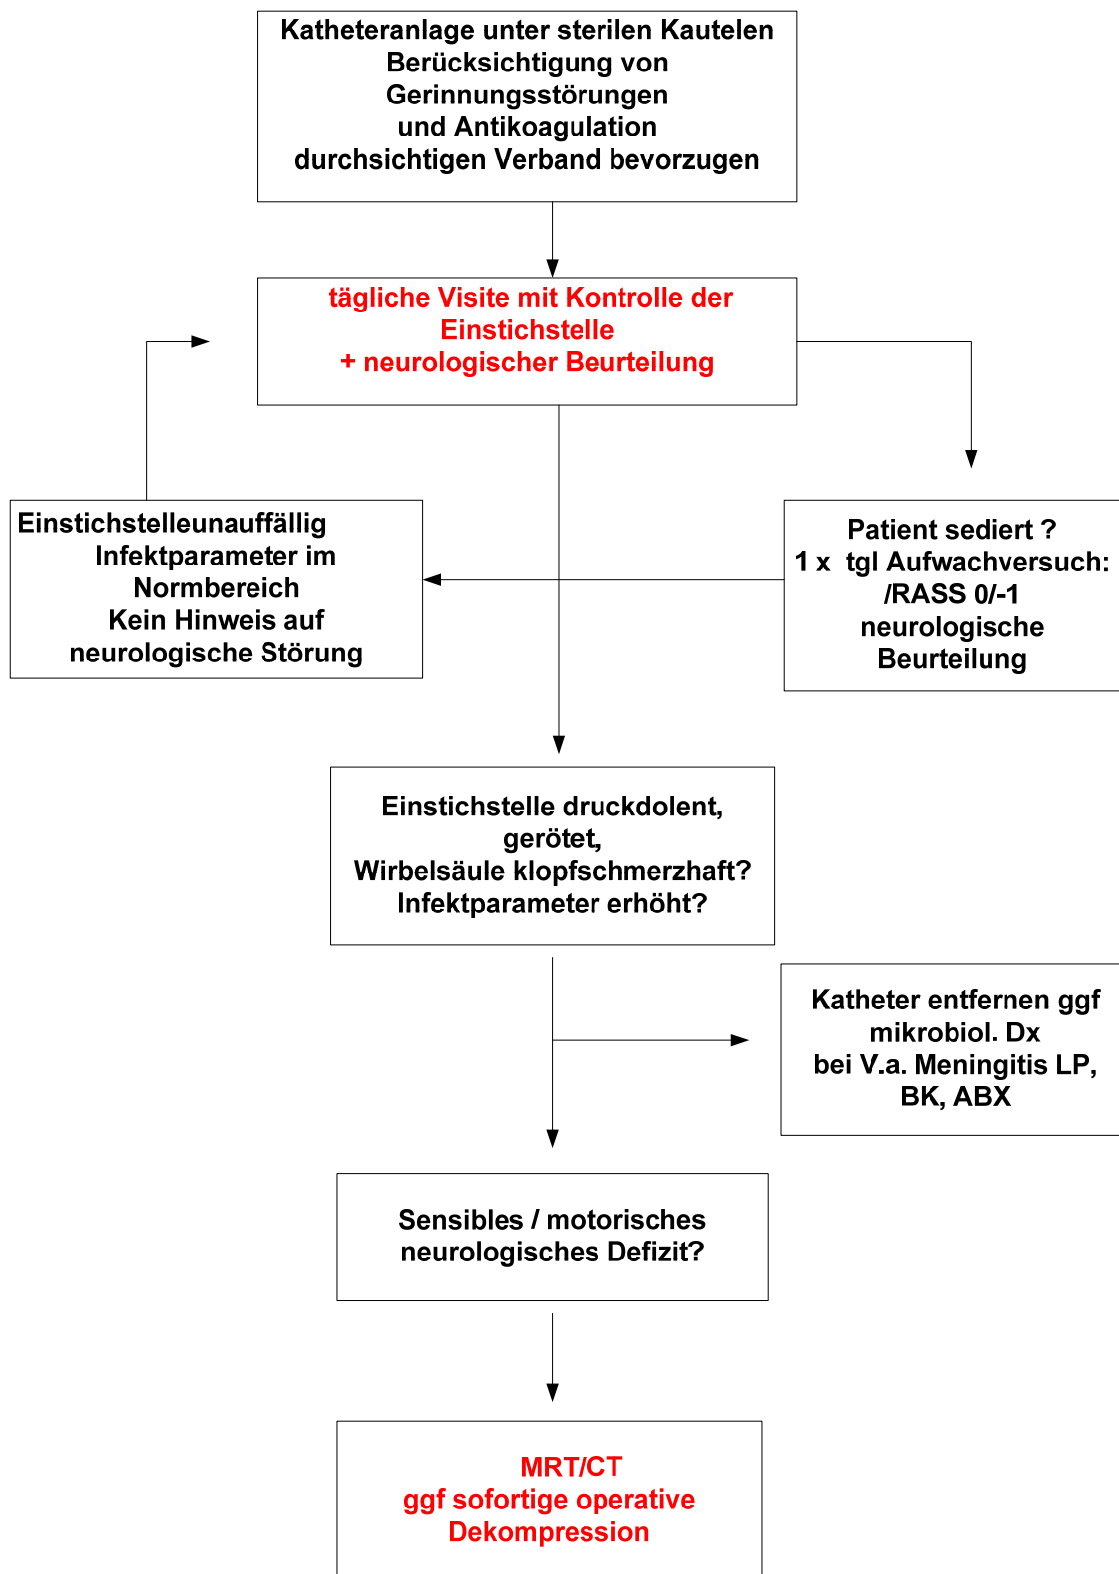 Katheteranlage unter sterilen Kautelen
Berücksichtigung von
Gerinnungsstörungen
und Antikoagulation
durchsichtigen Verband bevorzugen
tägliche Visite mit Kontrolle der
Einstichstelle
+ neurologischer Beurteilung
Einstichstelleunauffällig
Infektparameter im
Normbereich
Kein Hinweis auf
neurologische Störung
Patient sediert ?
1 x tgl Aufwachversuch:
/RASS 0/-1
neurologische
Beurteilung
Einstichstelle druckdolent,
gerötet,
Wirbelsäule klopfschmerzhaft?
Infektparameter erhöht?
Katheter entfernen ggf
mikrobiol. Dx
bei V.a. Meningitis LP,
BK, ABX
Sensibles / motorisches
neurologisches Defizit?
MRT/CT
ggf sofortige operative
Dekompression